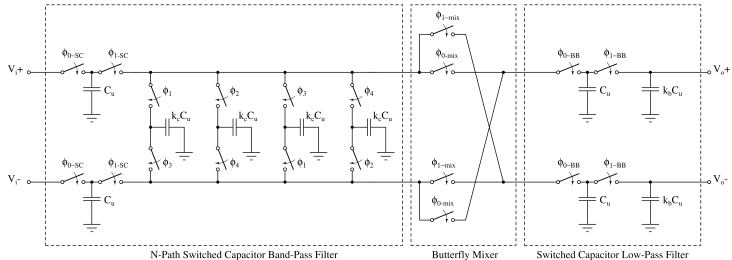 ϕ1-mix
ϕ0-SC ϕ1-SC ϕ0-mix ϕ0-BB ϕ1-BB
Vi+ Vo+
Cu ϕ1 ϕ2 ϕ3 ϕ4 Cu kbCu
kcCu kcCu kcCu kcCu
ϕ0-SC ϕ1-SC ϕ3 ϕ4 ϕ1 ϕ2 ϕ1-mix ϕ0-BB ϕ1-BB
Vi- Vo-
Cu ϕ0-mix Cu kbCu
N-Path Switched Capacitor Band-Pass Filter Butterfly Mixer Switched Capacitor Low-Pass Filter